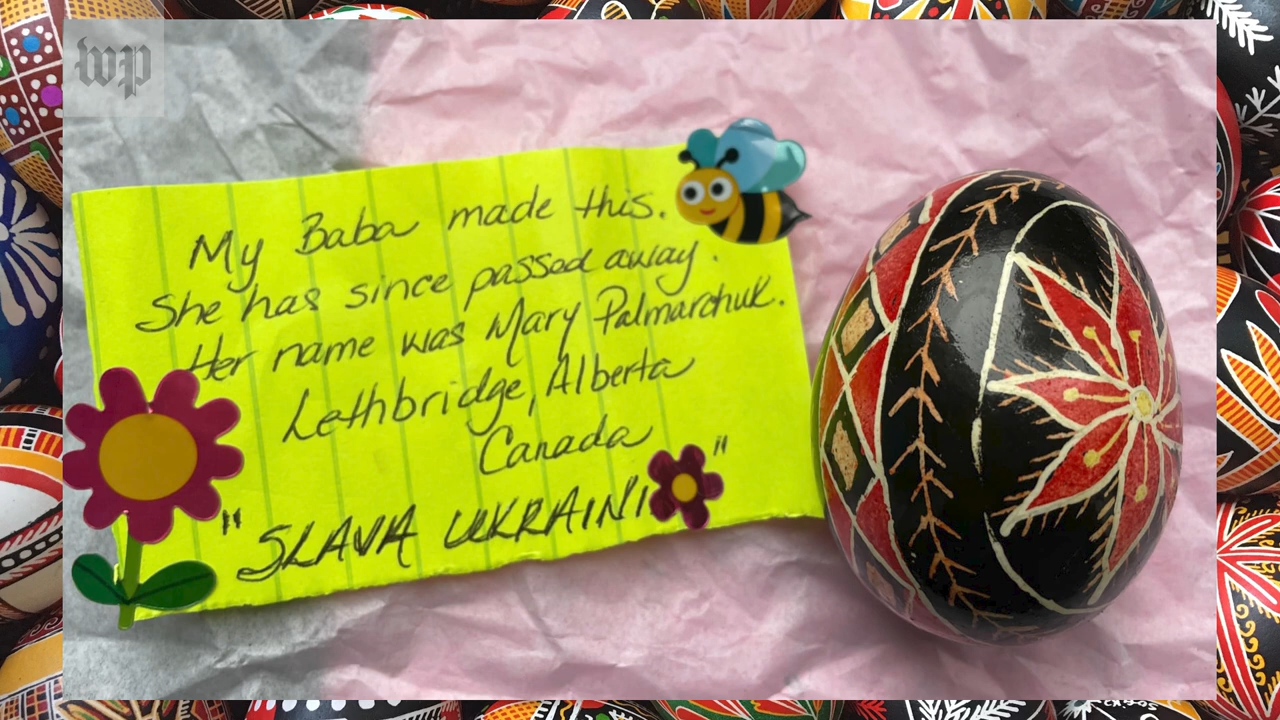 wp
My Baba made this.
She has since passed away.
Her name was Mary Palmarchuk.
Lethbridge, Alberta
Canada
"SLAVA UKRAINI"